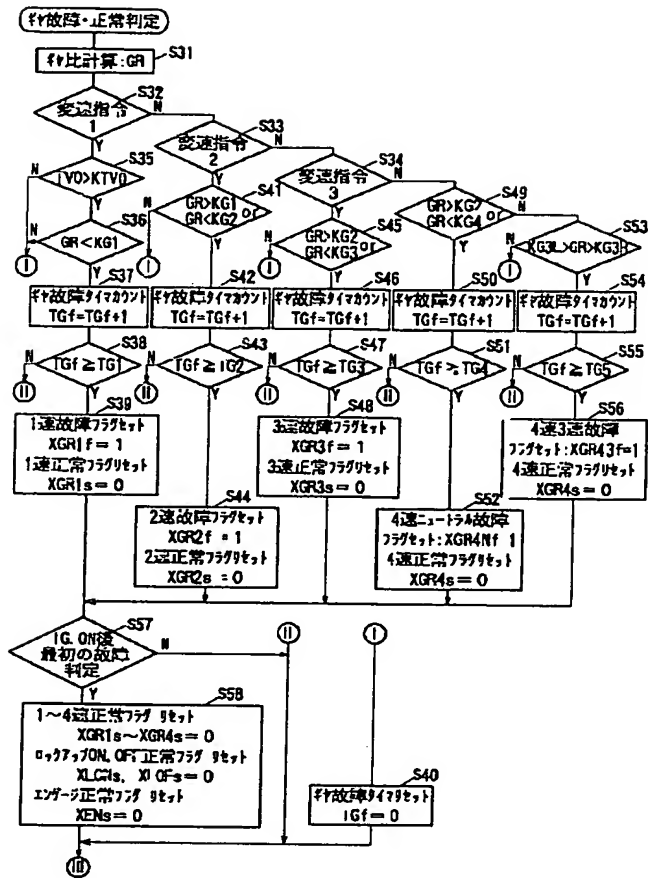 ギヤ故障・正常判定
ギヤ比計算:GR
S31
変速指令
1
S32
N
Y
変速指令
2
S33
N
Y
変速指令
3
S34
N
Y
TVO>KTVO
S35
N
Y
GR<KG1
S36
N
Y
I
GR>KG1
GR<KG2 or
S41
N
Y
I
GR>KG2
GR<KG3 or
S45
N
Y
I
GR>KG2
GR<KG4 or
S49
N
Y
I
KG3L>GR>KG3H
S53
N
Y
I
S37
ギヤ故障タイマカウント
TGf=TGf+1
S42
ギヤ故障タイマカウント
TGf=TGf+1
S46
ギヤ故障タイマカウント
TGf=TGf+1
S50
ギヤ故障タイマカウント
TGf=TGf+1
S54
ギヤ故障タイマカウント
TGf=TGf+1
S38
TGf≧TG1
N
Y
II
S43
TGf≧TG2
N
Y
II
S47
TGf≧TG3
N
Y
II
S51
TGf≧TG4
N
Y
II
S55
TGf≧TG5
N
Y
II
S39
1速故障フラグセット
XGR1f=1
1速正常フラグリセット
XGR1s=0
S44
2速故障フラグセット
XGR2f=1
2速正常フラグリセット
XGR2s=0
S48
3速故障フラグセット
XGR3f=1
3速正常フラグリセット
XGR3s=0
S52
4速ニュートラル故障
フラグセット:XGR4Nf 1
4速正常フラグリセット
XGR4s=0
S56
4速3速故障
フラグセット:XGR43f=1
4速正常フラグリセット
XGR4s=0
S57
IG.ON後
最初の故障
判定
N
Y
II
I
S58
1~4速正常フラグ リセット
XGR1s~XGR4s=0
ロックアップON,OFF正常フラグ リセット
XLONs, XLOFs=0
エンゲージ正常フラグ リセット
XENs=0
S40
ギヤ故障タイマリセット
TGf=0
III